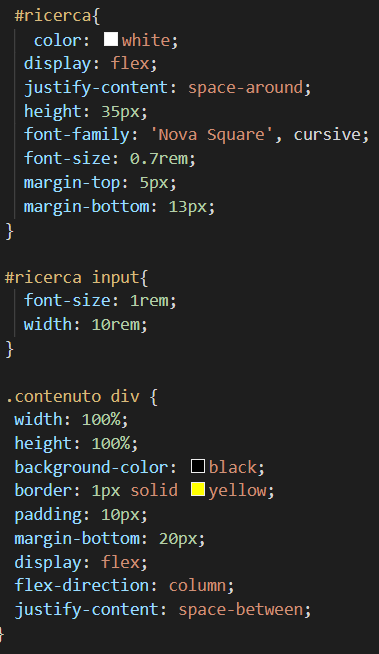 #ricerca{
color: white;
display: flex;
justify-content: space-around;
height: 35px;
font-family: 'Nova Square', cursive;
font-size: 0.7rem;
margin-top: 5px;
margin-bottom: 13px;
}
#ricerca input{
font-size: 1rem;
width: 10rem;
}
.contenuto div {
width: 100%;
height: 100%;
background-color: black;
border: 1px solid yellow;
padding: 10px;
margin-bottom: 20px;
display: flex;
flex-direction: column;
justify-content: space-between;
}